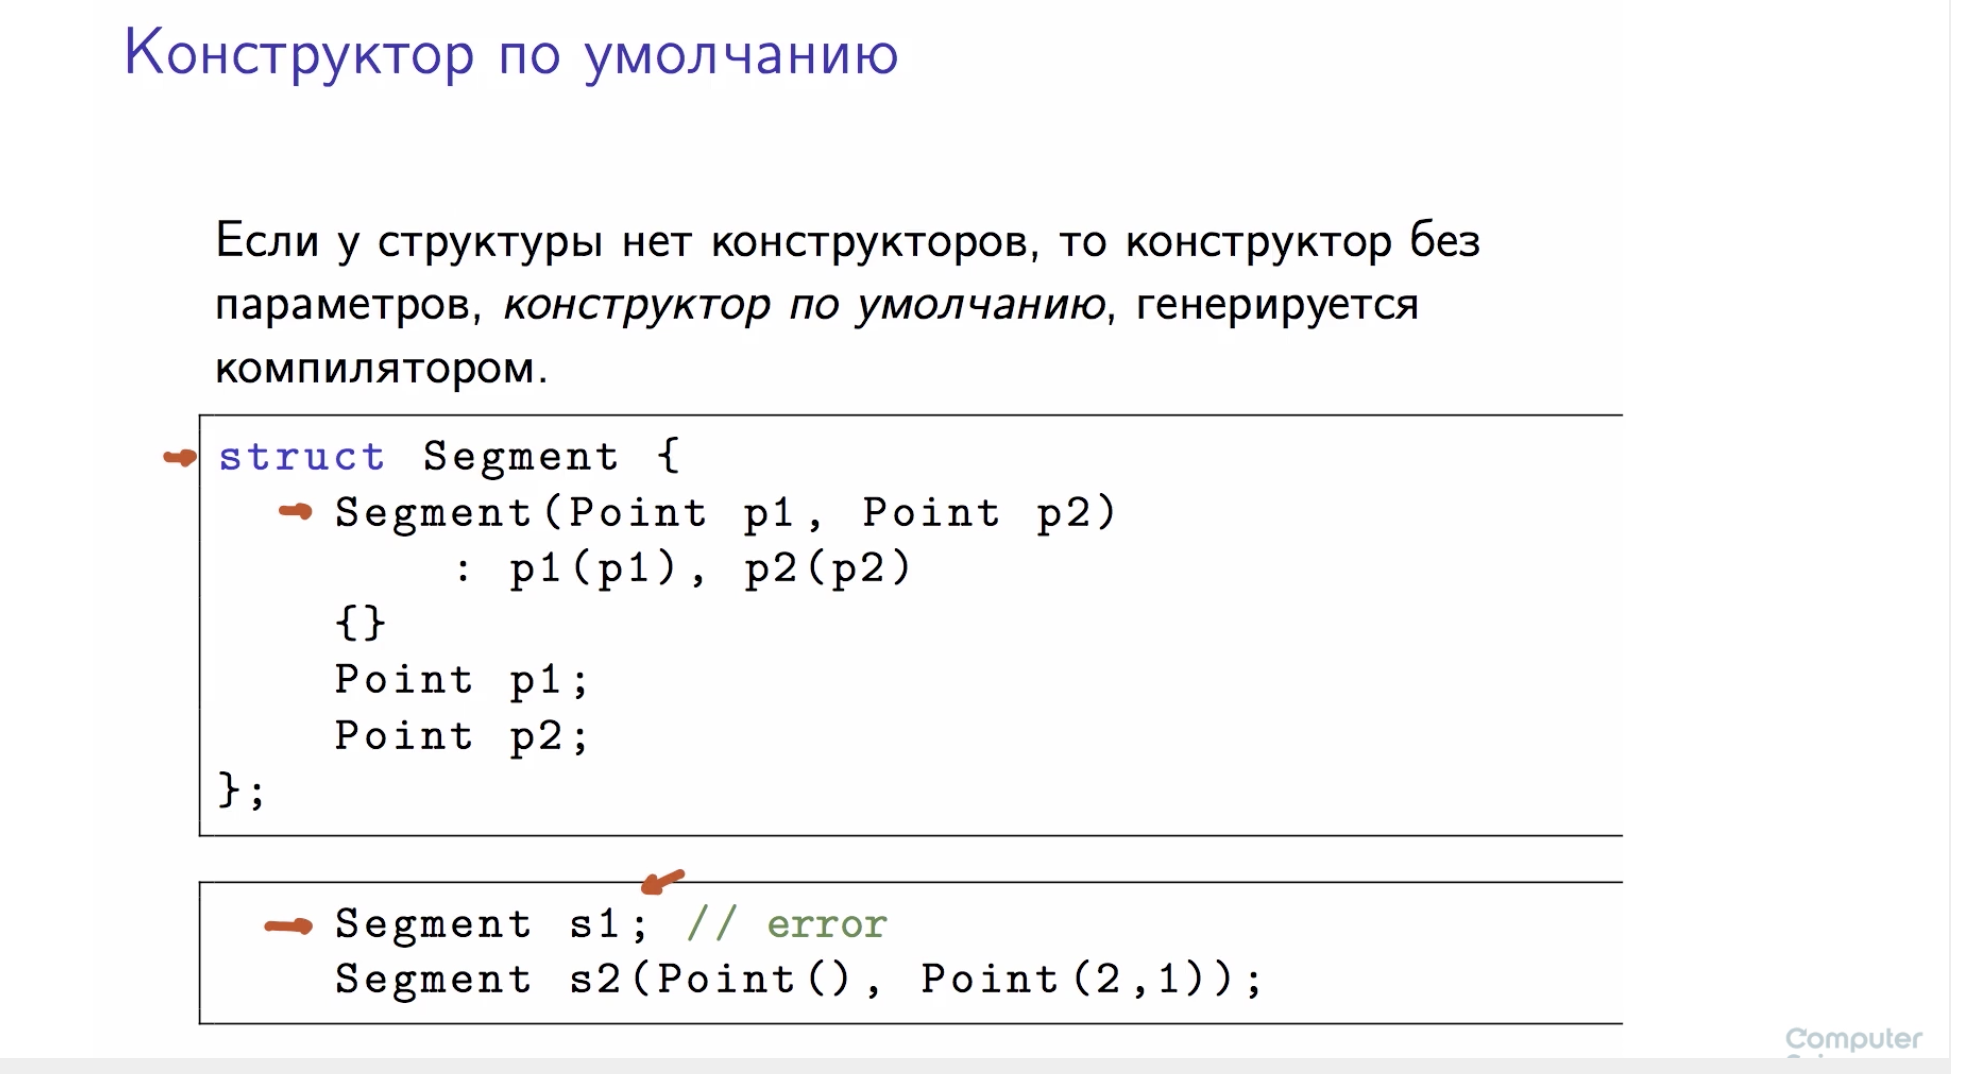 Конструктор по умолчанию
Если у структуры нет конструкторов, то конструктор без
параметров, конструктор по умолчанию, генерируется
компилятором.
struct Segment {
Segment(Point p1, Point p2)
: p1(p1), p2(p2)
{}
Point p1;
Point p2;
};
Segment s1; // error
Segment s2(Point(), Point(2,1));
Computer